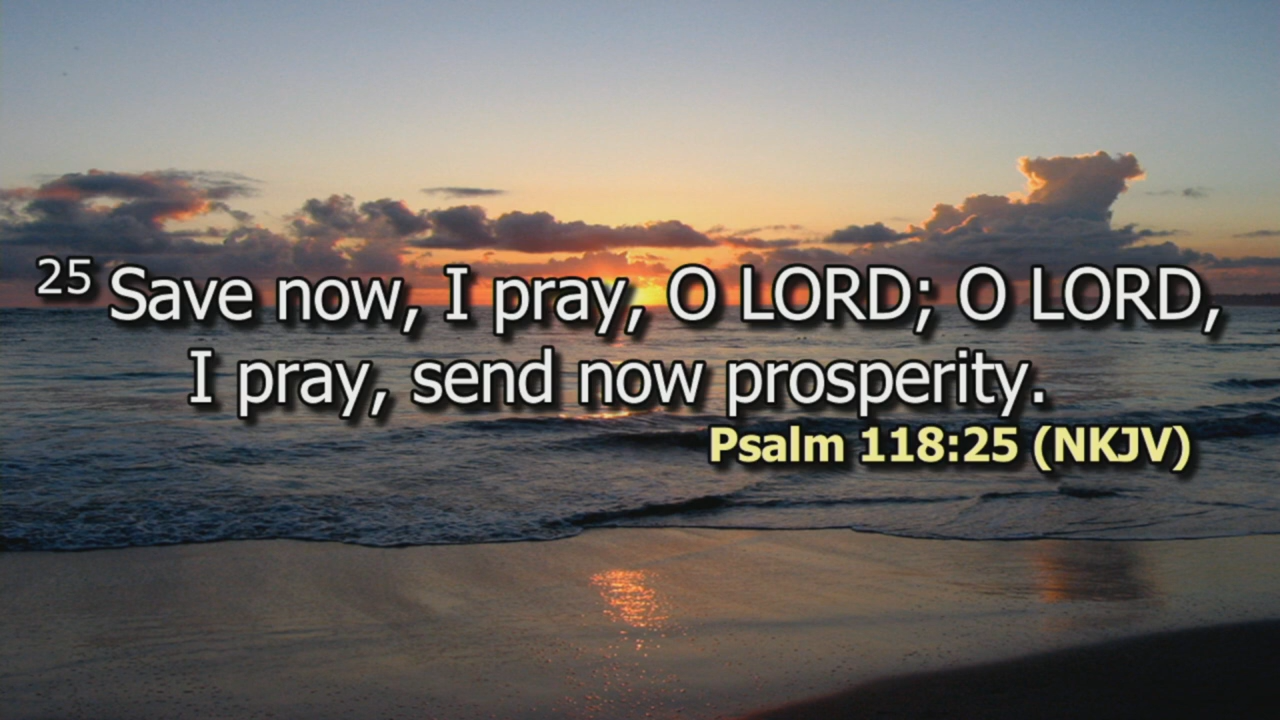 25 Save now, I pray, O LORD; O LORD,
I pray, send now prosperity.
Psalm 118:25 (NKJV)